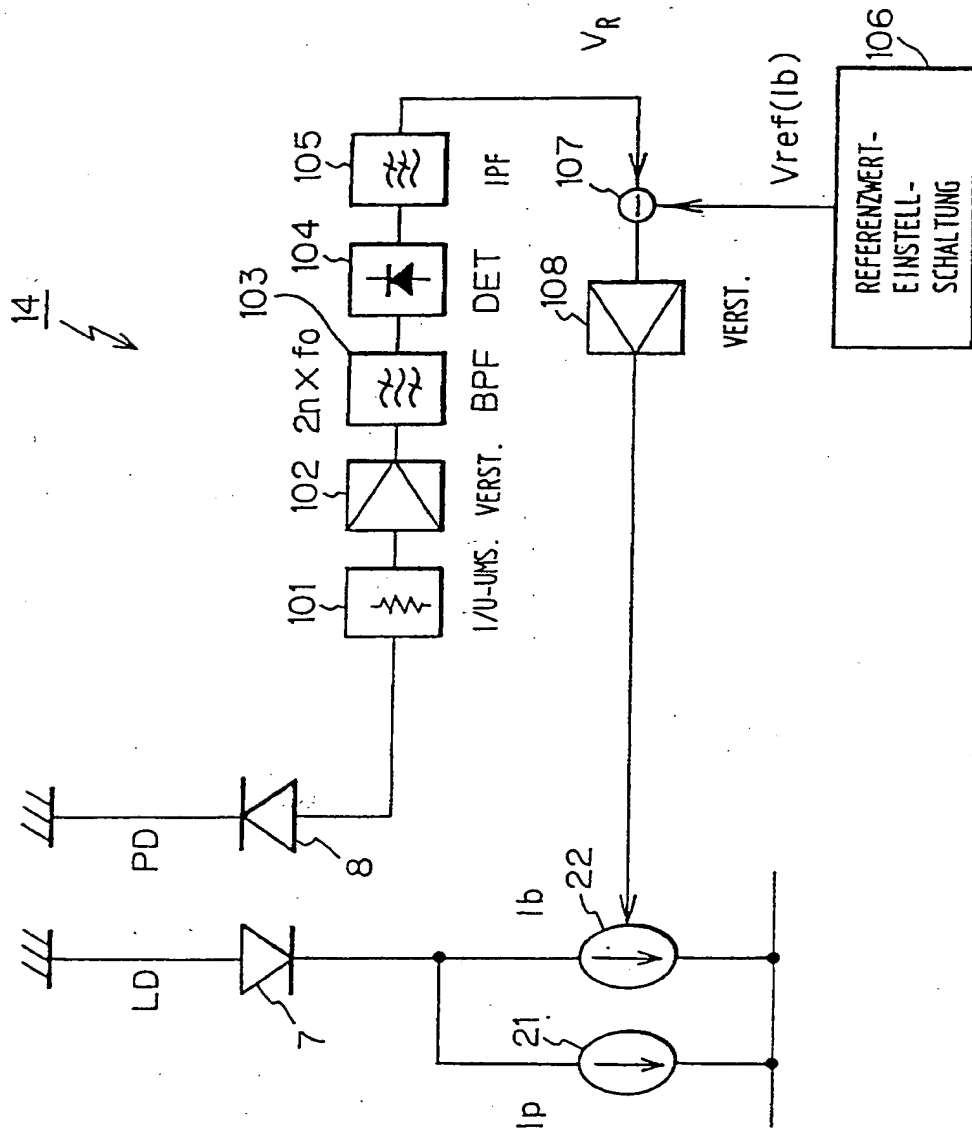 14
LD
PD
7
8
Ip
21
Ib
22
101
102
2n×fo
103
104
105
I/U-UMS.
VERST.
BPF
DET
IPF
VR
107
108
VERST.
Vref(Ib)
106
REFERENZWERT-
EINSTELL-
SCHALTUNG